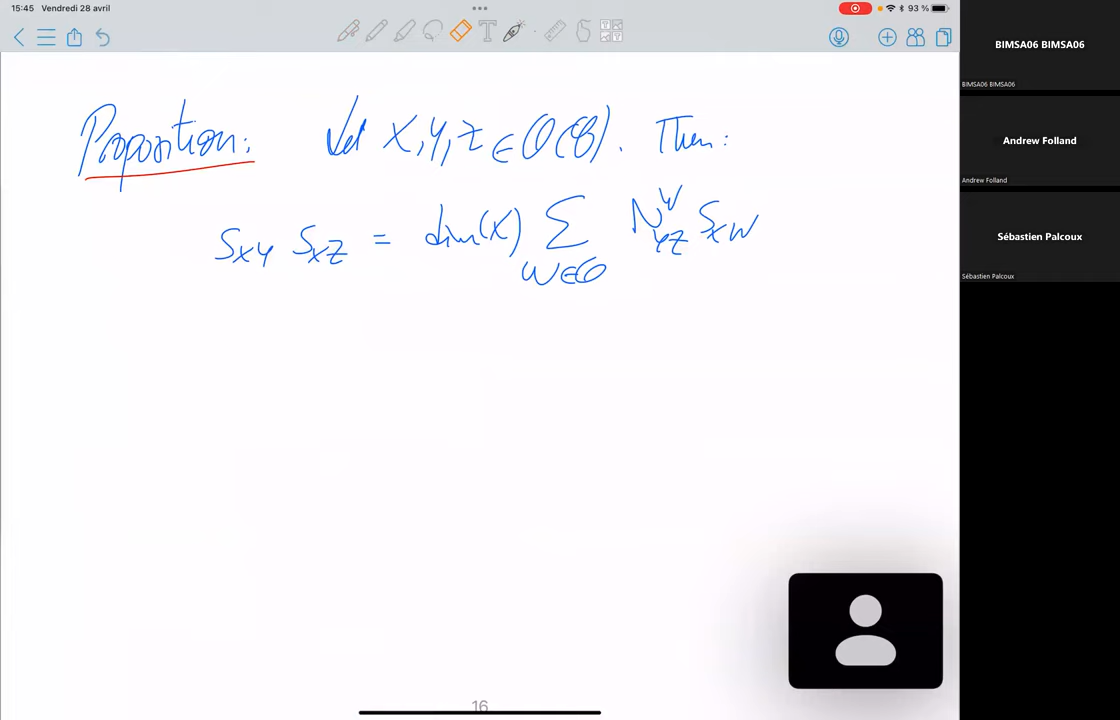 15:45 Vendredi 28 avril
93 %
Proposition: Let X, Y, Z ∈ O(C). Then:
S_XY S_XZ = dim(X) Σ_{W∈O} N_YZ^W S_XW
16
BIMSA06 BIMSA06
BIMSA06 BIMSA06
Andrew Folland
Andrew Folland
Sébastien Palcoux
Sébastien Palcoux